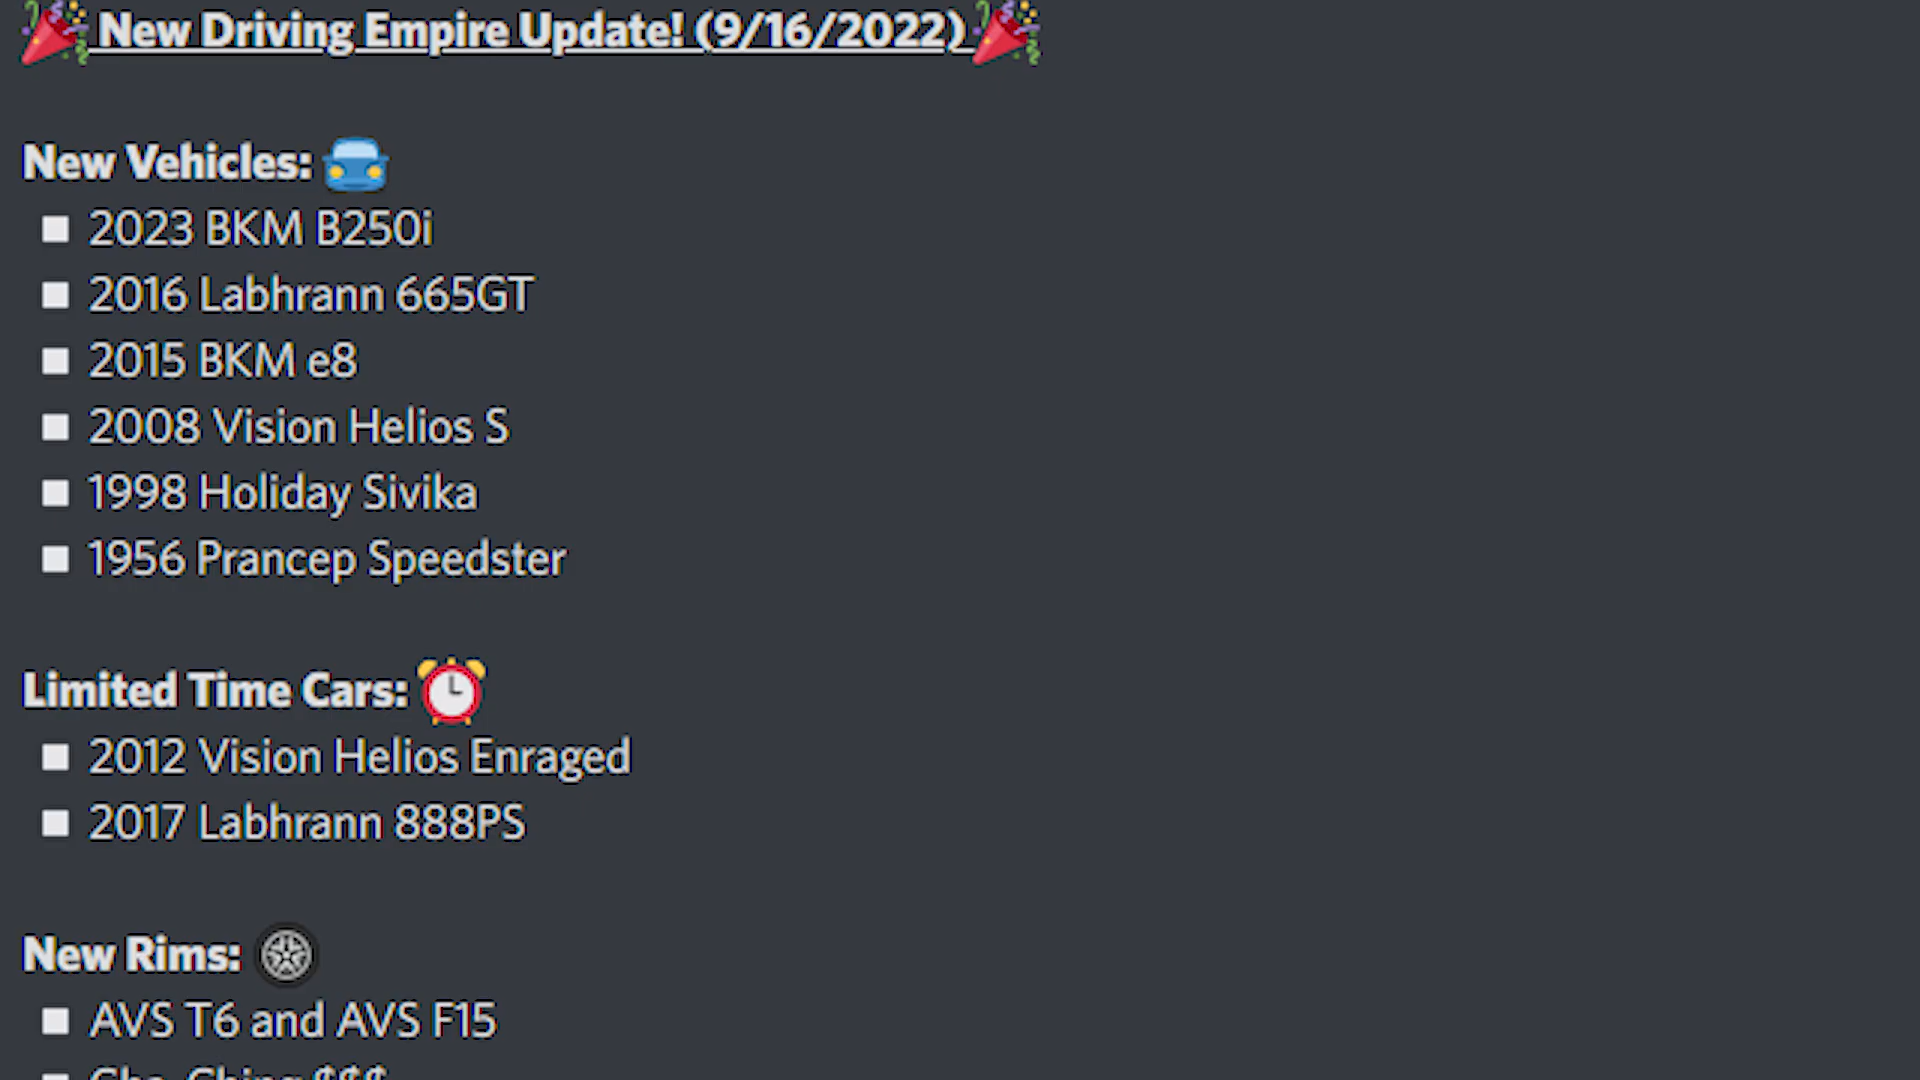 New Driving Empire Update! (9/16/2022)
New Vehicles:
2023 BKM B250i
2016 Labhrann 665GT
2015 BKM e8
2008 Vision Helios S
1998 Holiday Sivika
1956 Prancep Speedster
Limited Time Cars:
2012 Vision Helios Enraged
2017 Labhrann 888PS
New Rims:
AVS T6 and AVS F15